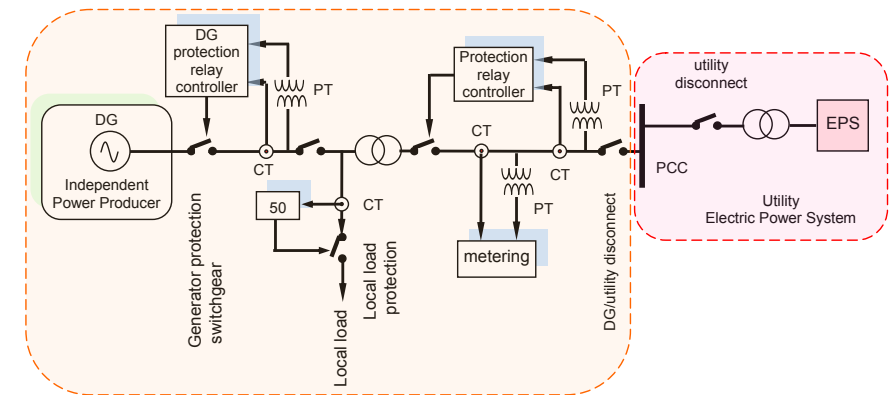 DG
protection
relay
controller
PT
DG
Independent
Power Producer
CT
50
CT
Generator protection
switchgear
Local load
Local load
protection
Protection
relay
controller
PT
CT
CT
PT
metering
DG/utility disconnect
utility
disconnect
EPS
PCC
Utility
Electric Power System